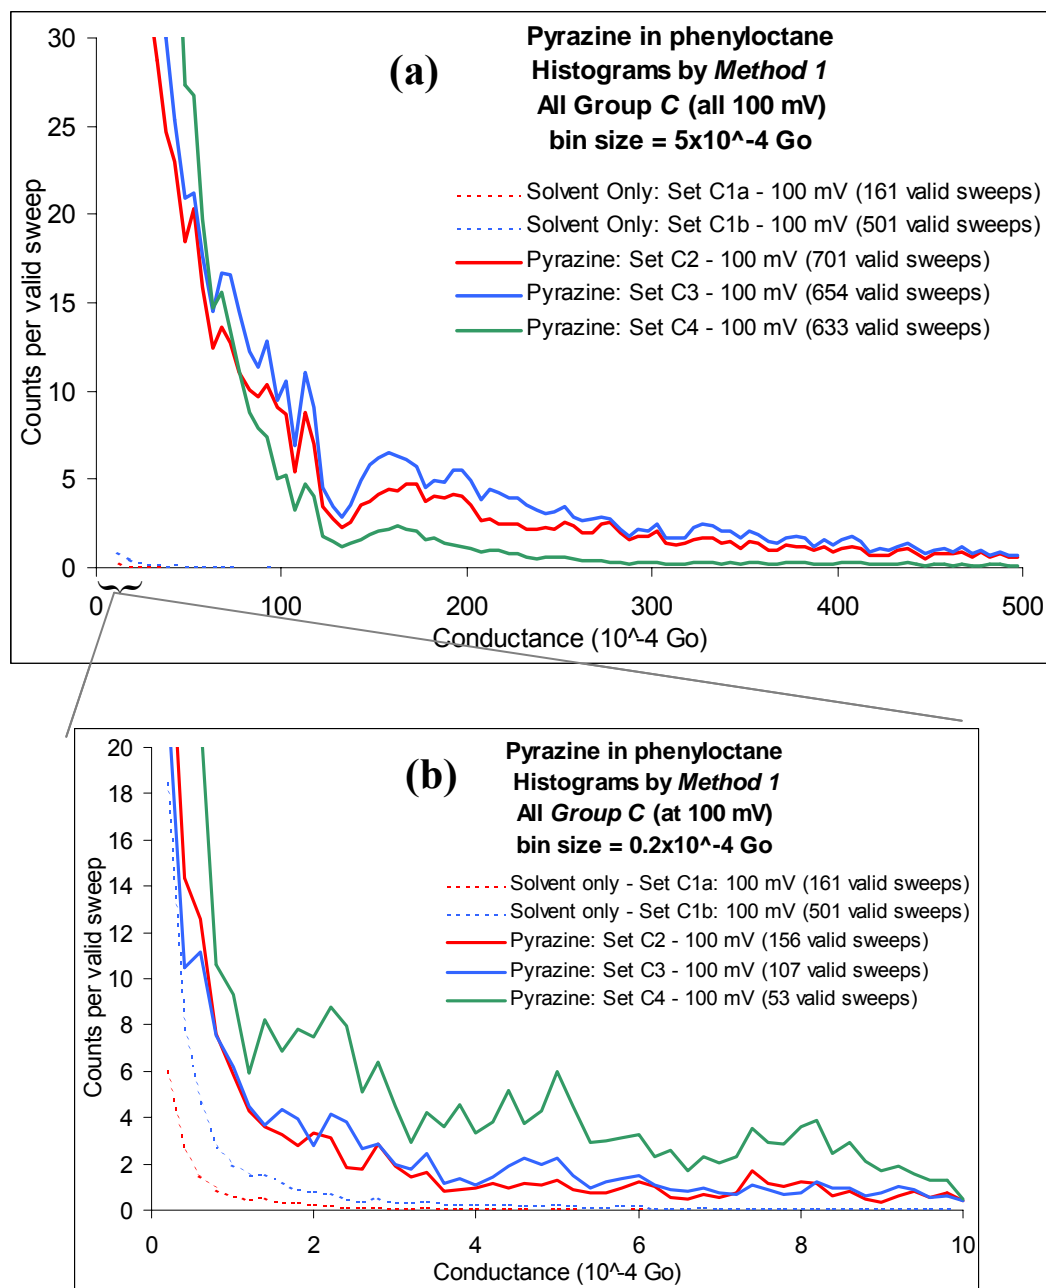 (a)
Pyrazine in phenyloctane
Histograms by Method 1
All Group C (all 100 mV)
bin size = 5x10^-4 Go
Solvent Only: Set C1a - 100 mV (161 valid sweeps)
Solvent Only: Set C1b - 100 mV (501 valid sweeps)
Pyrazine: Set C2 - 100 mV (701 valid sweeps)
Pyrazine: Set C3 - 100 mV (654 valid sweeps)
Pyrazine: Set C4 - 100 mV (633 valid sweeps)
Counts per valid sweep
30
25
20
15
10
5
0
0 100 200 300 400 500
Conductance (10^-4 Go)
(b)
Pyrazine in phenyloctane
Histograms by Method 1
All Group C (at 100 mV)
bin size = 0.2x10^-4 Go
Solvent only - Set C1a: 100 mV (161 valid sweeps)
Solvent only - Set C1b: 100 mV (501 valid sweeps)
Pyrazine: Set C2 - 100 mV (156 valid sweeps)
Pyrazine: Set C3 - 100 mV (107 valid sweeps)
Pyrazine: Set C4 - 100 mV (53 valid sweeps)
Counts per valid sweep
20
18
16
14
12
10
8
6
4
2
0
0 2 4 6 8 10
Conductance (10^-4 Go)